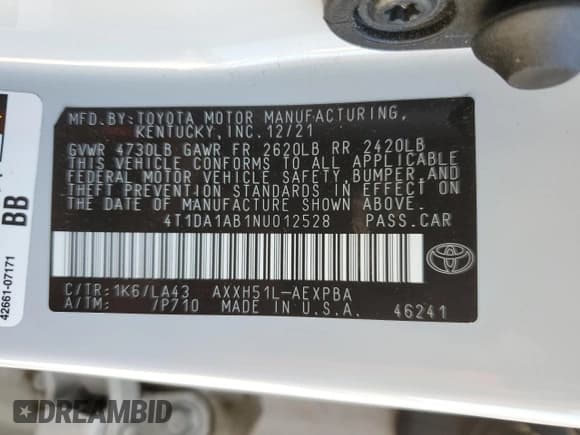 MFD.BY:TOYOTA MOTOR MANUFACTURING,
KENTUCKY,INC.12/21
GVWR 4730LB GAWR FR 2620LB RR 2420LB
THIS VEHICLE CONFORMS TO ALL APPLICABLE
FEDERAL MOTOR VEHICLE SAFETY,BUMPER,AND
THEFT PREVENTION STANDARDS IN EFFECT ON
THE DATE OF MANUFACTURE SHOWN ABOVE.
4T1DA1AB1NU012528 PASS.CAR
C/TR:1K6/LA43 AXXH51L-AEXPBA
A/TM: /P710 MADE IN U.S.A. 46241
42661-07171
BB
DREAMBID